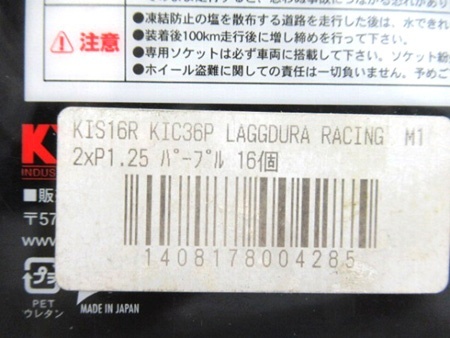 注意
●凍結防止の塩を散布する道路を走行した後は、水できれ
●装着後100km走行後に増し締めを行って下さい。
●専用ソケットは必ず車両に搭載して下さい。ソケット紛
●ホイール盗難に関しての責任は一切負いません。予めご
KIS16R KIC36P LAGGDURA RACING M1
2xP1.25 パープル 16個
1408178004285
INDUS
■販
〒57
www.
プラ
PET
ウレタン
MADE IN JAPAN